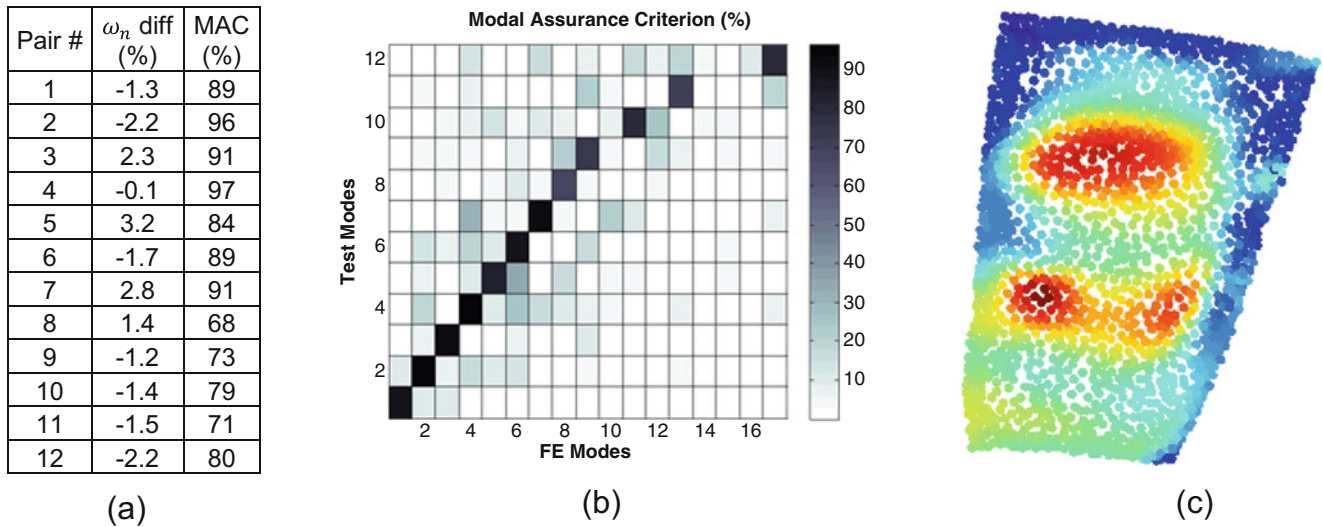 Pair # ωn diff (%) MAC (%)
1 -1.3 89
2 -2.2 96
3 2.3 91
4 -0.1 97
5 3.2 84
6 -1.7 89
7 2.8 91
8 1.4 68
9 -1.2 73
10 -1.4 79
11 -1.5 71
12 -2.2 80
(a)
Modal Assurance Criterion (%)
Test Modes
12
10
8
6
4
2
2 4 6 8 10 12 14 16
FE Modes
90
80
70
60
50
40
30
20
10
(b)
(c)